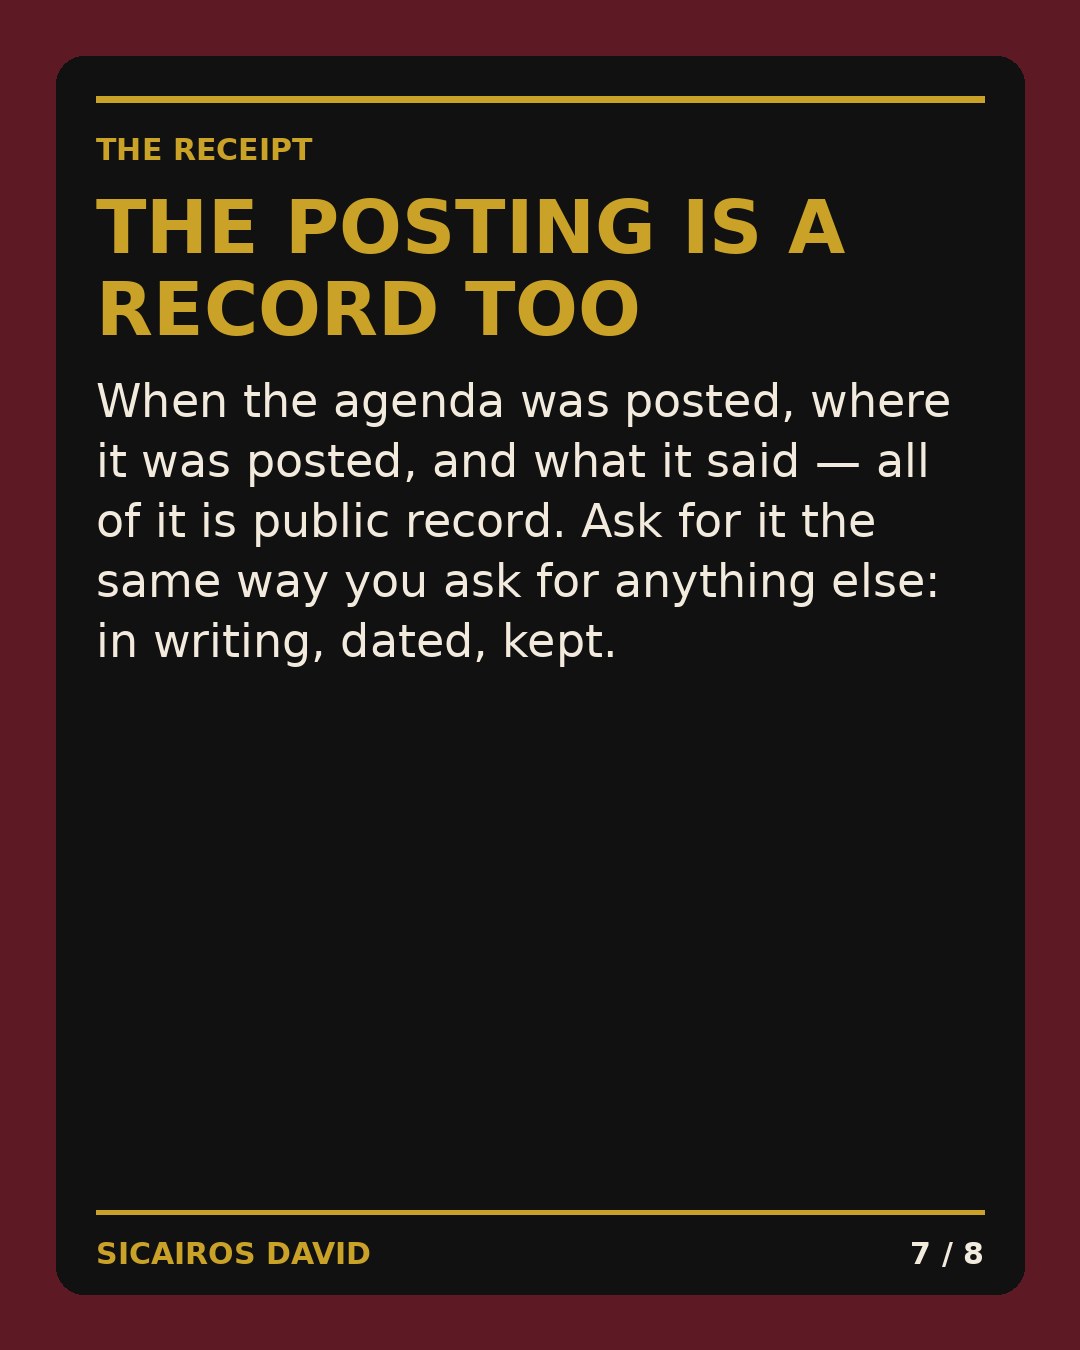 THE RECEIPT
THE POSTING IS A
RECORD TOO
When the agenda was posted, where
it was posted, and what it said — all
of it is public record. Ask for it the
same way you ask for anything else:
in writing, dated, kept.
SICAIROS DAVID
7 / 8